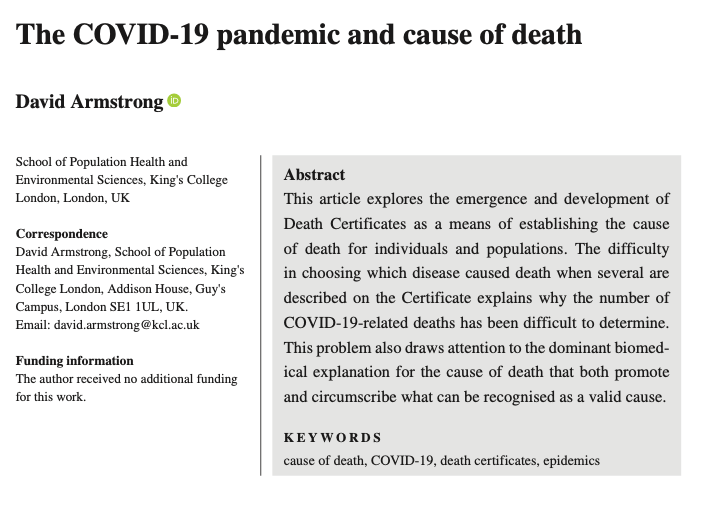 The COVID-19 pandemic and cause of death
David Armstrong iD
School of Population Health and
Environmental Sciences, King's College
London, London, UK
Correspondence
David Armstrong, School of Population
Health and Environmental Sciences, King's
College London, Addison House, Guy's
Campus, London SE1 1UL, UK.
Email: david.armstrong@kcl.ac.uk
Funding information
The author received no additional funding
for this work.
Abstract
This article explores the emergence and development of
Death Certificates as a means of establishing the cause
of death for individuals and populations. The difficulty
in choosing which disease caused death when several are
described on the Certificate explains why the number of
COVID-19-related deaths has been difficult to determine.
This problem also draws attention to the dominant biomed-
ical explanation for the cause of death that both promote
and circumscribe what can be recognised as a valid cause.
KEYWORDS
cause of death, COVID-19, death certificates, epidemics